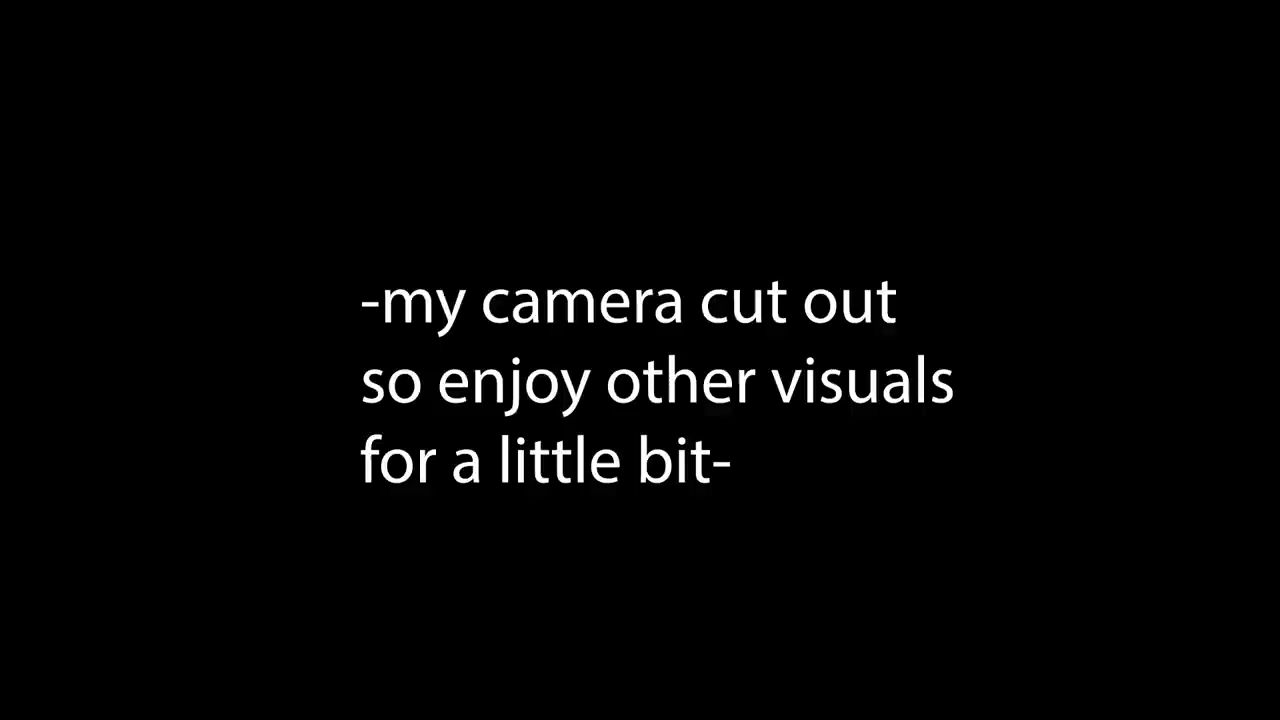 -my camera cut out
so enjoy other visuals
for a little bit-